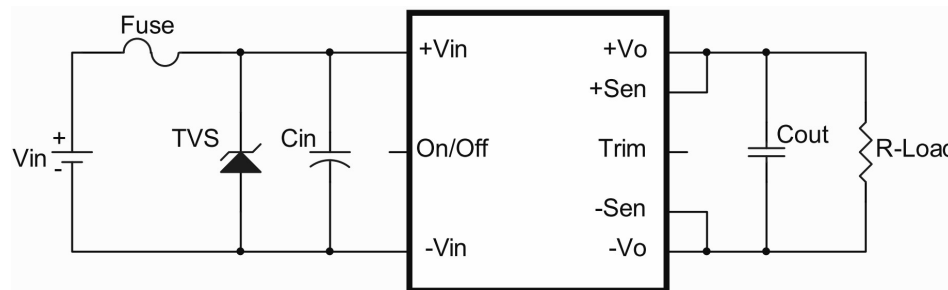 Fuse
+Vin
+Vo
+Sen
+
Vin
-
TVS
Cin
On/Off
Trim
Cout
R-Load
-Sen
-Vin
-Vo